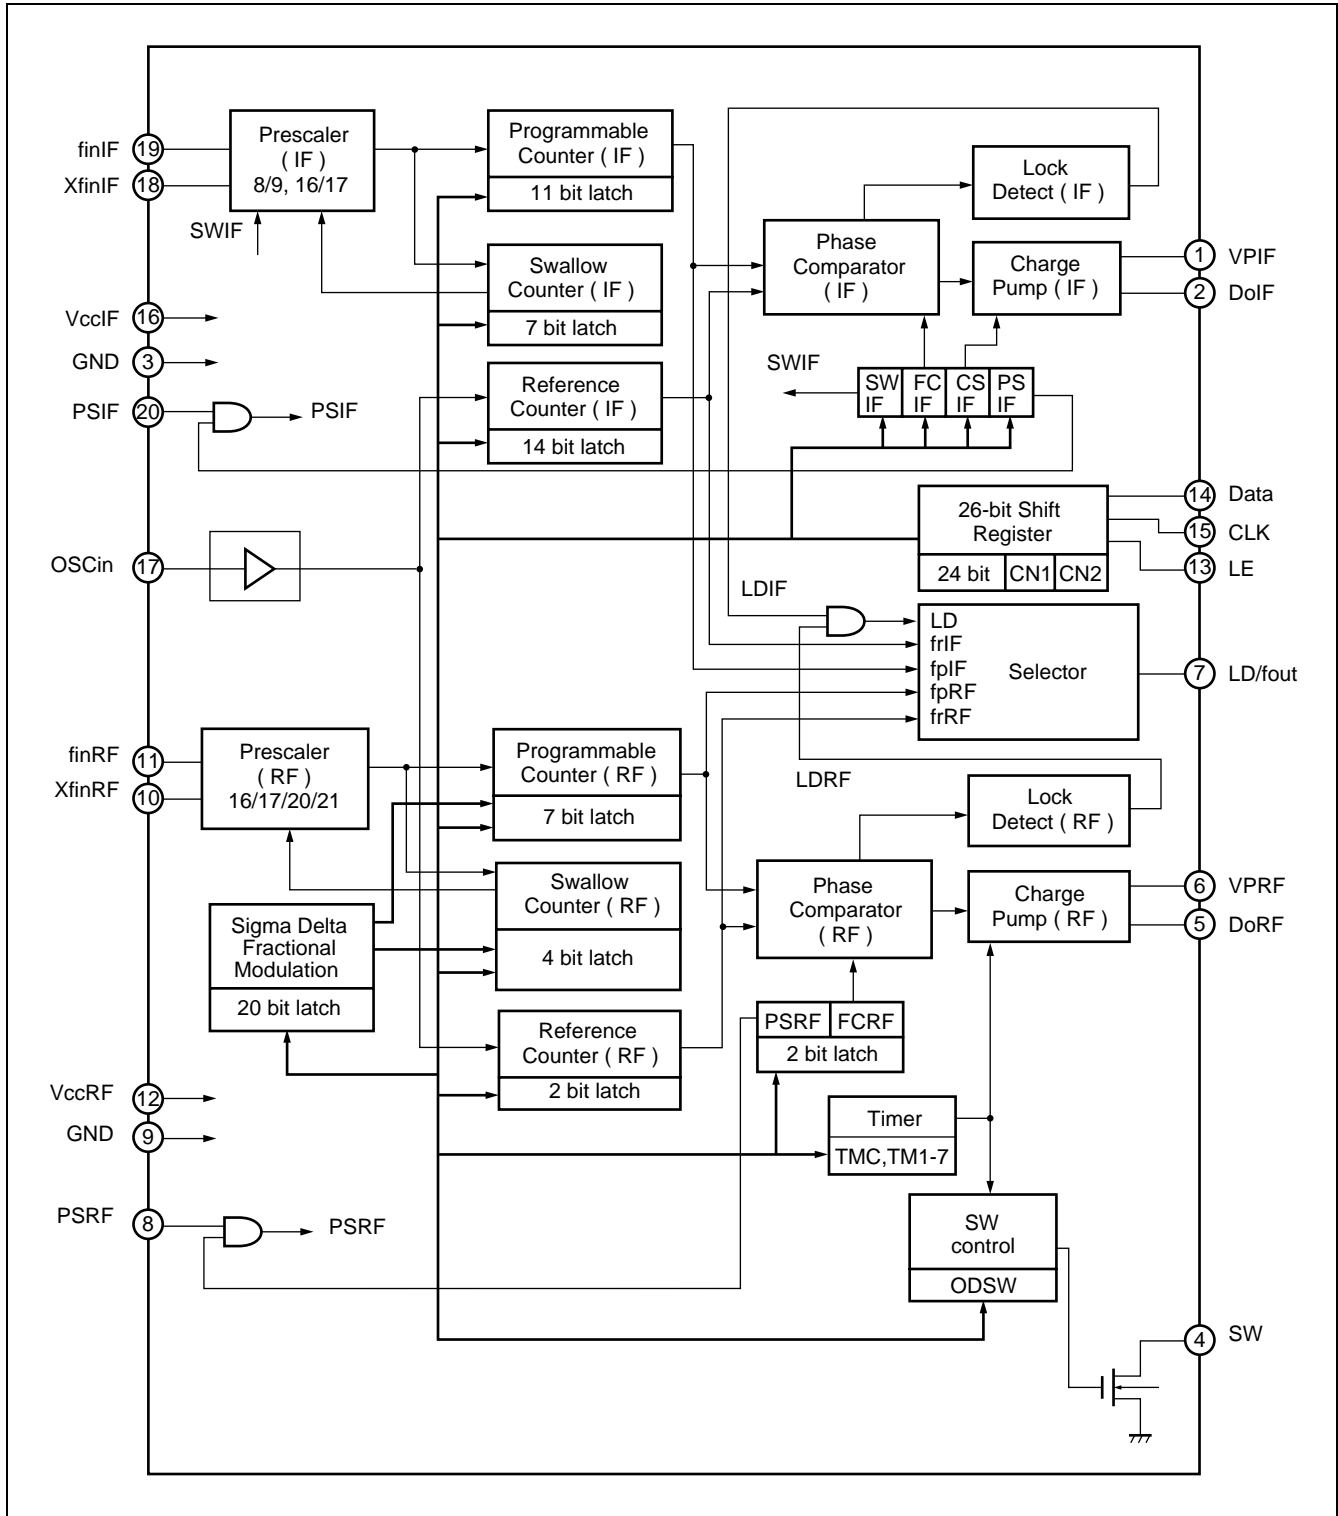 finIF
19
XfinIF
18
Prescaler
( IF )
8/9, 16/17
SWIF
Programmable
Counter ( IF )
11 bit latch
Swallow
Counter ( IF )
7 bit latch
Reference
Counter ( IF )
14 bit latch
Lock
Detect ( IF )
Phase
Comparator
( IF )
Charge
Pump ( IF )
1
VPIF
2
DoIF
VccIF
16
GND
3
PSIF
20
PSIF
SWIF
SW
IF
FC
IF
CS
IF
PS
IF
26-bit Shift
Register
24 bit
CN1
CN2
14
Data
15
CLK
13
LE
OSCin
17
LDIF
LD
frIF
fpIF
fpRF
frRF
Selector
7
LD/fout
finRF
11
XfinRF
10
Prescaler
( RF )
16/17/20/21
Programmable
Counter ( RF )
7 bit latch
LDRF
Lock
Detect ( RF )
Swallow
Counter ( RF )
4 bit latch
Phase
Comparator
( RF )
Charge
Pump ( RF )
6
VPRF
5
DoRF
Sigma Delta
Fractional
Modulation
20 bit latch
Reference
Counter ( RF )
2 bit latch
PSRF
FCRF
2 bit latch
VccRF
12
GND
9
Timer
TMC,TM1-7
PSRF
8
PSRF
SW
control
ODSW
4
SW